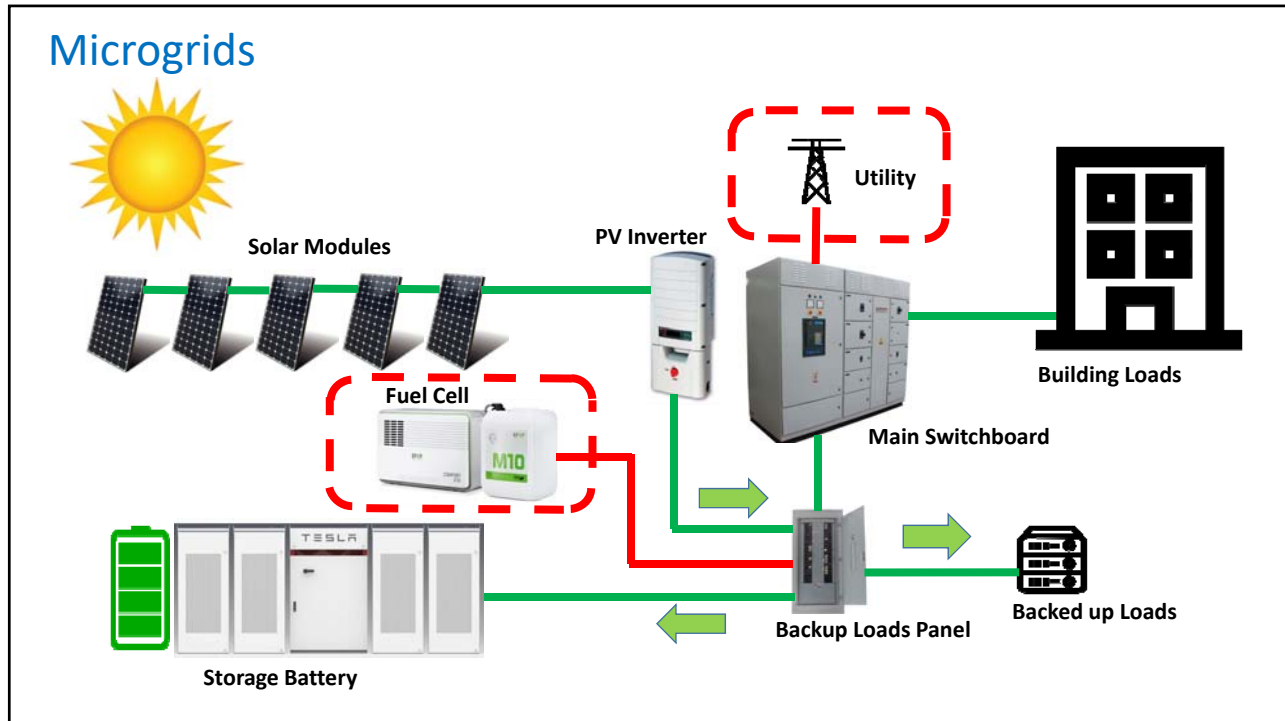 Microgrids
Utility
Solar Modules
PV Inverter
Fuel Cell
M10
Building Loads
Main Switchboard
TESLA
Storage Battery
Backup Loads Panel
Backed up Loads